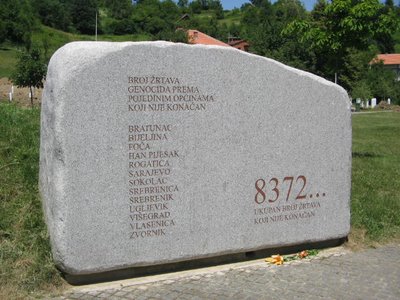 BROJ ŽRTAVA
GENOCIDA PREMA
POJEDINIM OPĆINAMA
KOJI NIJE KONAČAN
BRATUNAC
BIJELJINA
FOČA
HAN PIJESAK
ROGATICA
SARAJEVO
SOKOLAC
SREBRENICA
SREBRENIK
UGLJEVIK
VIŠEGRAD
VLASENICA
ZVORNIK
8372...
UKUPAN BROJ ŽRTAVA
KOJI NIJE KONAČAN